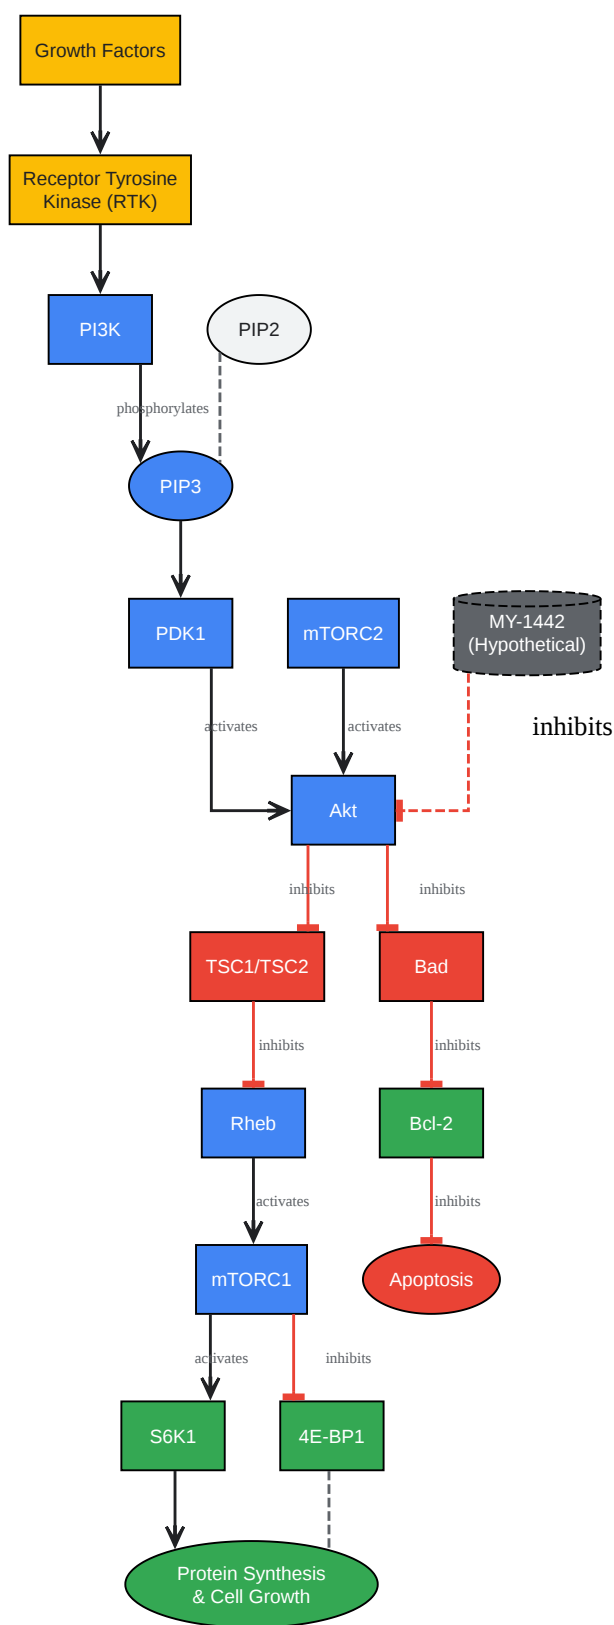 Growth Factors
Receptor Tyrosine
Kinase (RTK)
PI3K
PIP2
phosphorylates
PIP3
PDK1
mTORC2
MY-1442
(Hypothetical)
activates
activates
inhibits
Akt
inhibits
inhibits
TSC1/TSC2
Bad
inhibits
inhibits
Rheb
Bcl-2
activates
inhibits
mTORC1
Apoptosis
activates
inhibits
S6K1
4E-BP1
Protein Synthesis
& Cell Growth